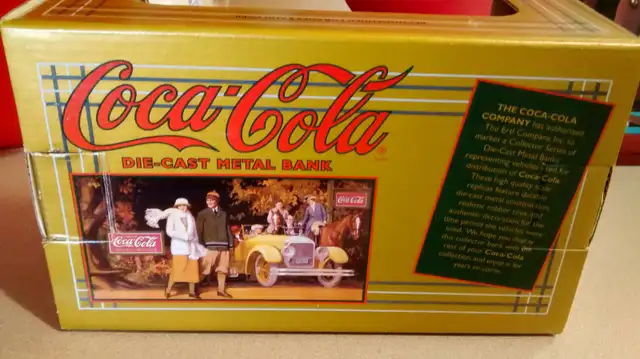 Coca-Cola
DIE-CAST METAL BANK
Coca-Cola
Coca-Cola
THE COCA-COLA
COMPANY has authorized
The Ertl Company Inc. to
market a Collector Series of
Die-Cast Metal Banks
representing vehicles used for
distribution of Coca-Cola.
These high quality scale
replicas feature durable
die-cast metal construction,
realistic rubber tires and
authentic decorations for the
time period the vehicles were
used. We hope you display
this collector bank with the
rest of your Coca-Cola
collection and enjoy it for
years to come.